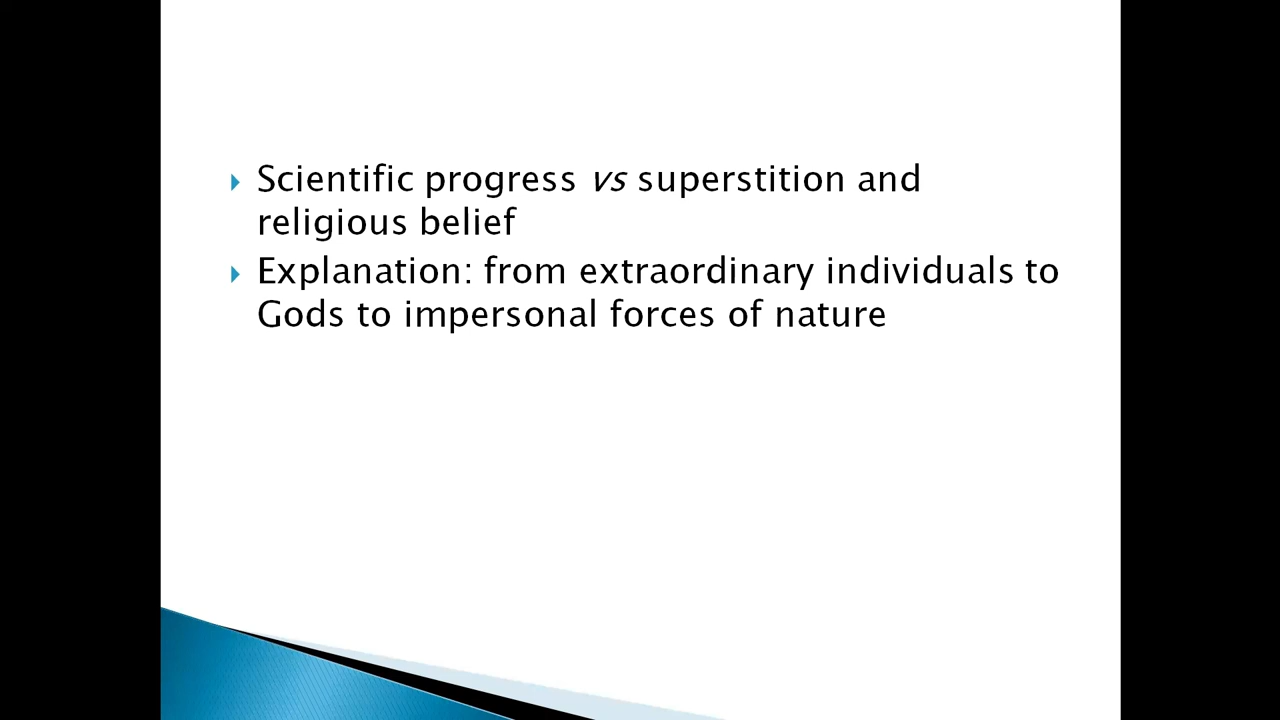 Scientific progress vs superstition and
religious belief
Explanation: from extraordinary individuals to
Gods to impersonal forces of nature